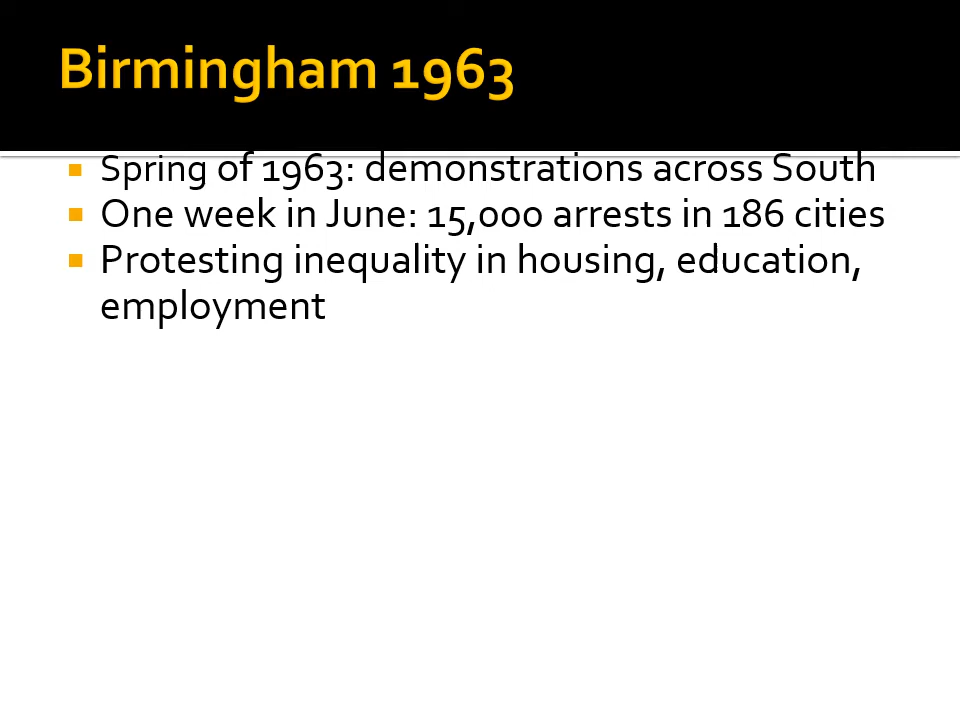 Birmingham 1963
▪ Spring of 1963: demonstrations across South
▪ One week in June: 15,000 arrests in 186 cities
▪ Protesting inequality in housing, education,
employment